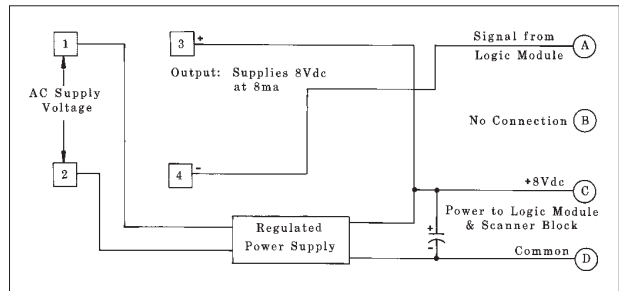 1
3
+
Signal from
Logic Module
A
Output: Supplies 8Vdc
at 8ma
AC Supply
Voltage
No Connection
B
2
4
-
+8Vdc
C
Regulated
Power Supply
+
-
Power to Logic Module
& Scanner Block
Common
D